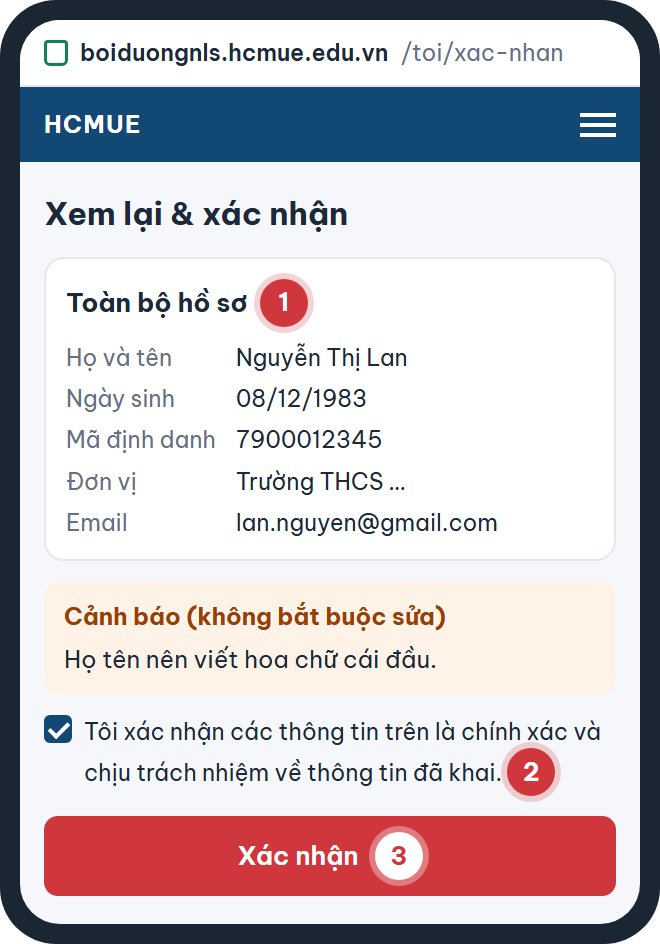 boiduongnls.hcmue.edu.vn /toi/xac-nhan
HCMUE
Xem lại & xác nhận
Toàn bộ hồ sơ 1
Họ và tên Nguyễn Thị Lan
Ngày sinh 08/12/1983
Mã định danh 7900012345
Đơn vị Trường THCS ...
Email lan.nguyen@gmail.com
Cảnh báo (không bắt buộc sửa)
Họ tên nên viết hoa chữ cái đầu.
Tôi xác nhận các thông tin trên là chính xác và
chịu trách nhiệm về thông tin đã khai. 2
Xác nhận 3